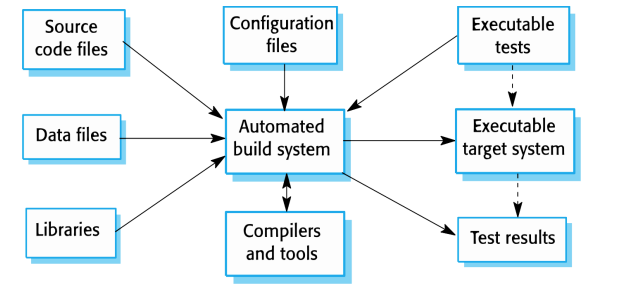 Source
code files
Configuration
files
Executable
tests
Data files
Automated
build system
Executable
target system
Libraries
Compilers
and tools
Test results